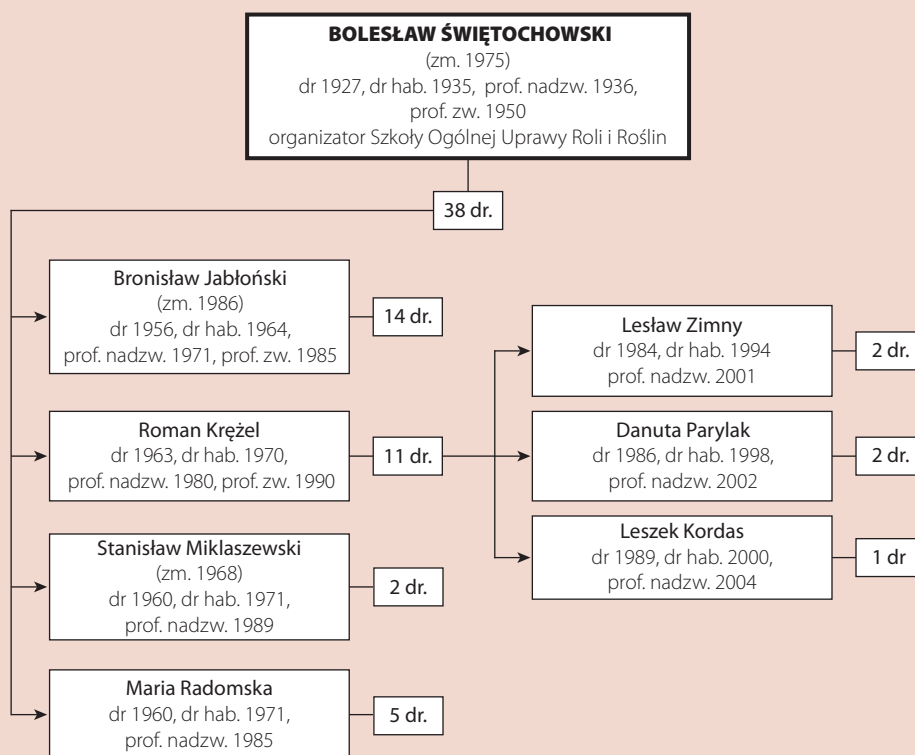 BOLESŁAW ŚWIĘTOCHOWSKI
(zm. 1975)
dr 1927, dr hab. 1935, prof. nadzw. 1936,
prof. zw. 1950
organizator Szkoły Ogólnej Uprawy Roli i Roślin
38 dr.
Bronisław Jabłoński
(zm. 1986)
dr 1956, dr hab. 1964,
prof. nadzw. 1971, prof. zw. 1985
14 dr.
Roman Krężel
dr 1963, dr hab. 1970,
prof. nadzw. 1980, prof. zw. 1990
11 dr.
Stanisław Miklaszewski
(zm. 1968)
dr 1960, dr hab. 1971,
prof. nadzw. 1989
2 dr.
Maria Radomska
dr 1960, dr hab. 1971,
prof. nadzw. 1985
5 dr.
Lesław Zimny
dr 1984, dr hab. 1994
prof. nadzw. 2001
2 dr.
Danuta Parylak
dr 1986, dr hab. 1998,
prof. nadzw. 2002
2 dr.
Leszek Kordas
dr 1989, dr hab. 2000,
prof. nadzw. 2004
1 dr